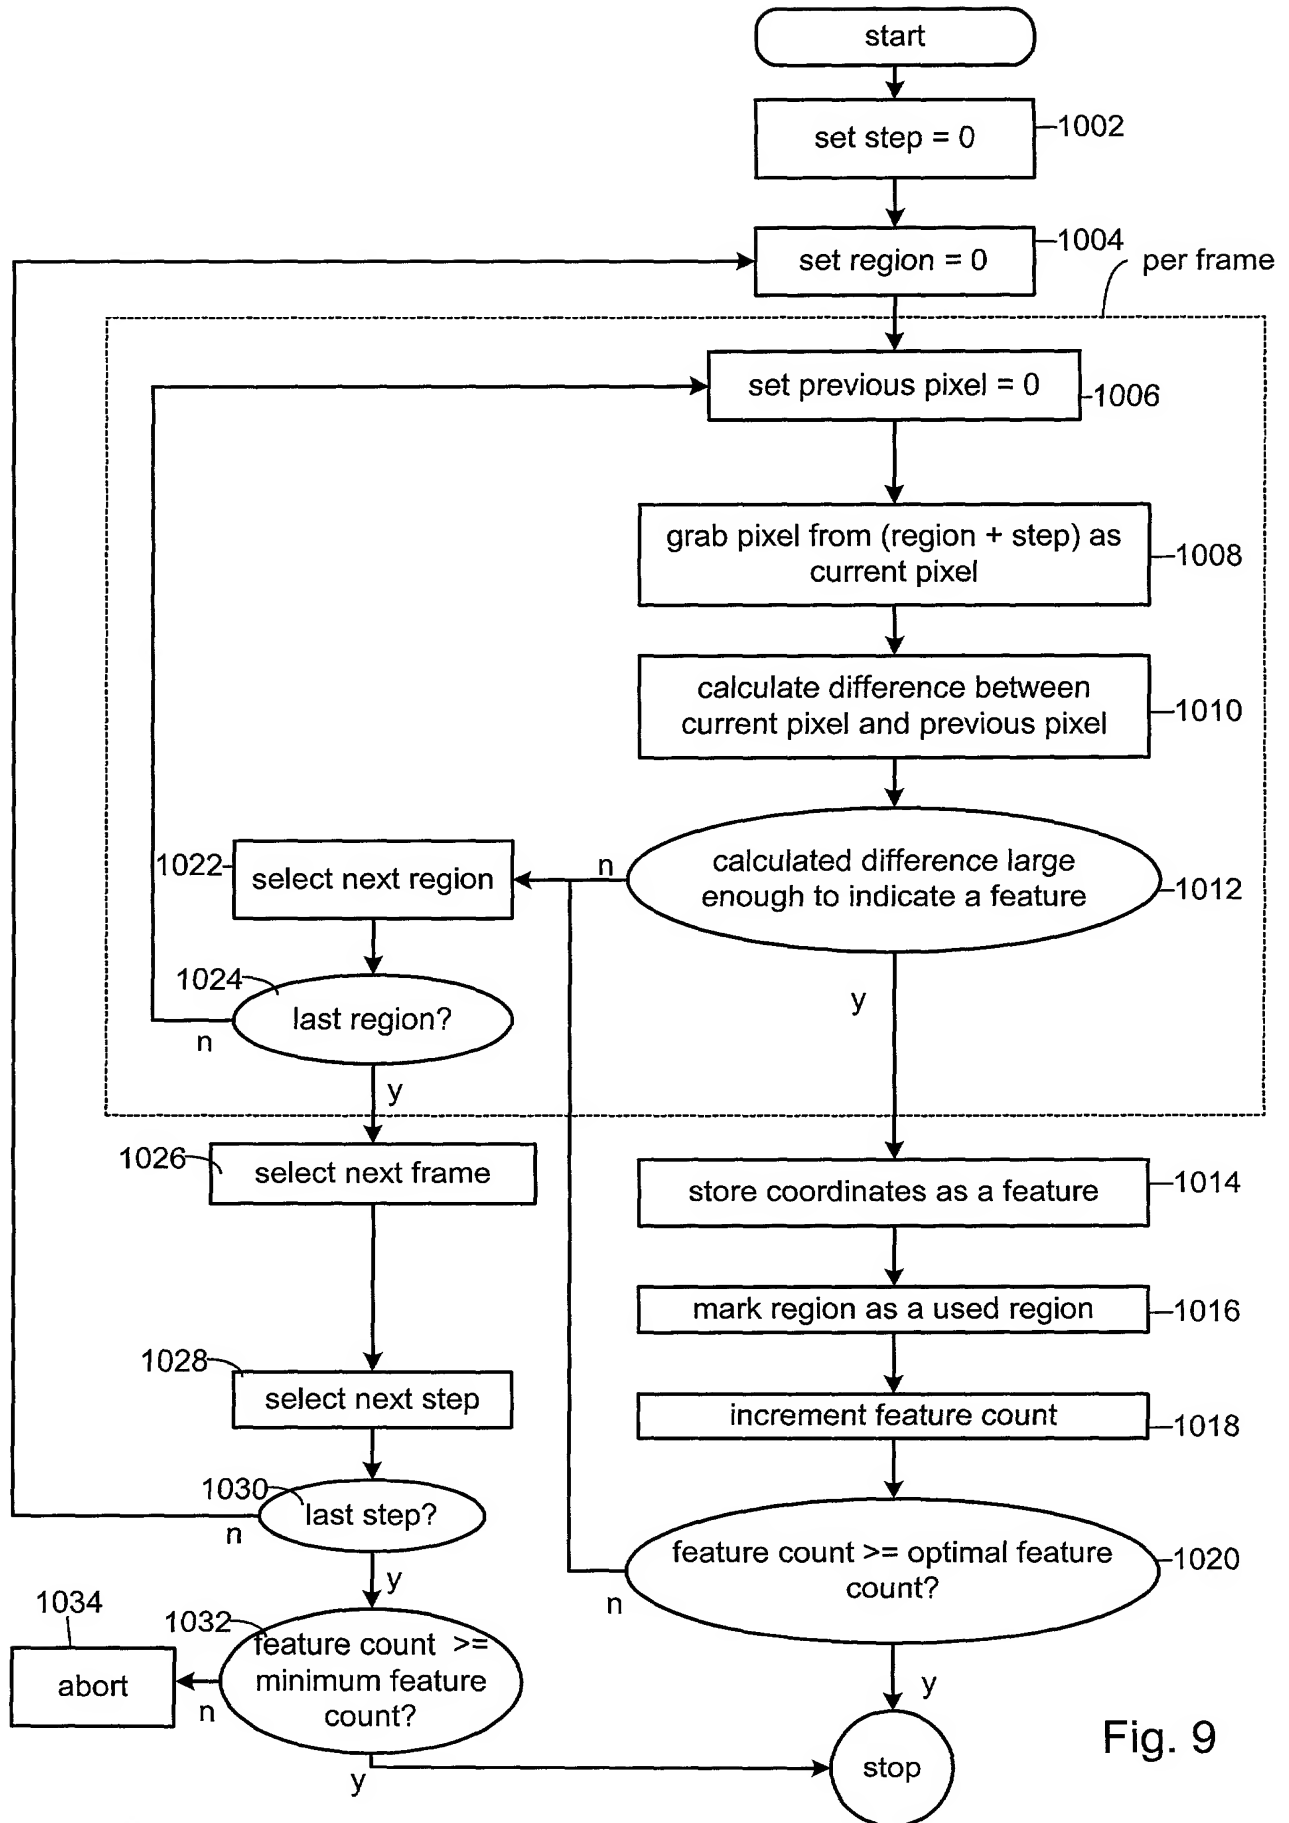 start
set step = 0
1002
set region = 0
1004
per frame
set previous pixel = 0
1006
grab pixel from (region + step) as
current pixel
1008
calculate difference between
current pixel and previous pixel
1010
calculated difference large
enough to indicate a feature
1012
n
y
1022
select next region
1024
last region?
n
y
1026
select next frame
store coordinates as a feature
1014
mark region as a used region
1016
1028
select next step
increment feature count
1018
1030
last step?
n
y
feature count >= optimal feature
count?
1020
n
y
1034
abort
1032
feature count >=
minimum feature
count?
n
y
stop
Fig. 9